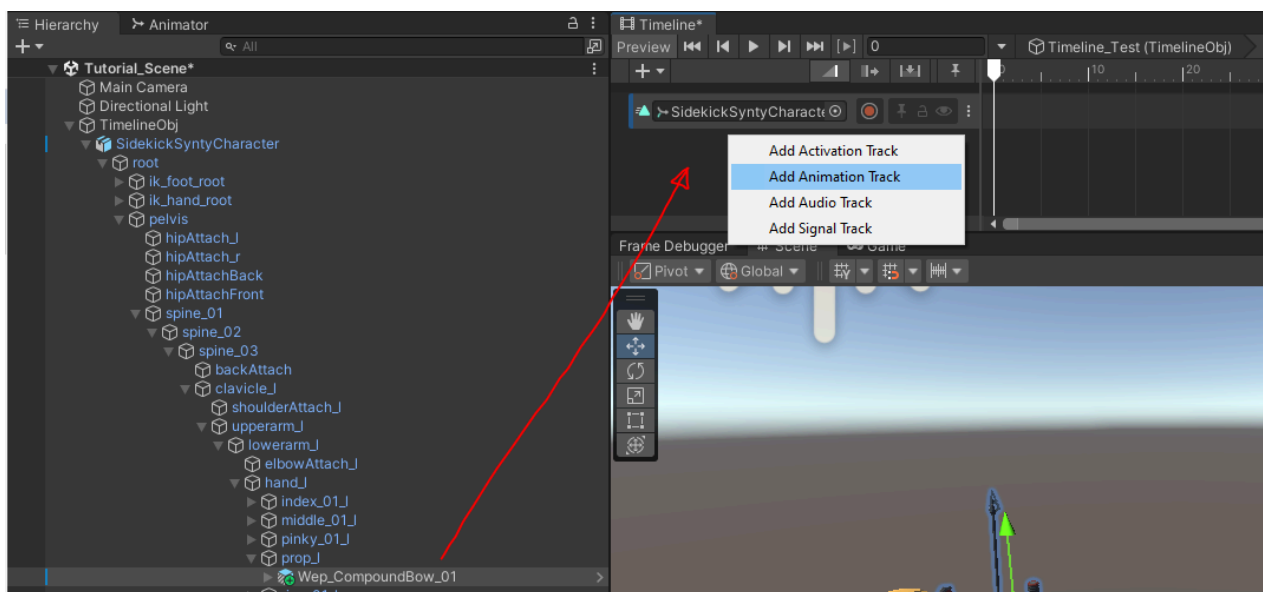 Hierarchy
Animator
All
Tutorial_Scene*
Main Camera
Directional Light
TimelineObj
SidekickSyntyCharacter
root
ik_foot_root
ik_hand_root
pelvis
hipAttach_l
hipAttach_r
hipAttachBack
hipAttachFront
spine_01
spine_02
spine_03
backAttach
clavicle_l
shoulderAttach_l
upperarm_l
lowerarm_l
elbowAttach_l
hand_l
index_01_l
middle_01_l
pinky_01_l
prop_l
Wep_CompoundBow_01
Timeline*
Preview
0
Timeline_Test (TimelineObj)
10
20
SidekickSyntyCharacte
Add Activation Track
Add Animation Track
Add Audio Track
Add Signal Track
Frame Debugger
Scene
Game
Pivot
Global